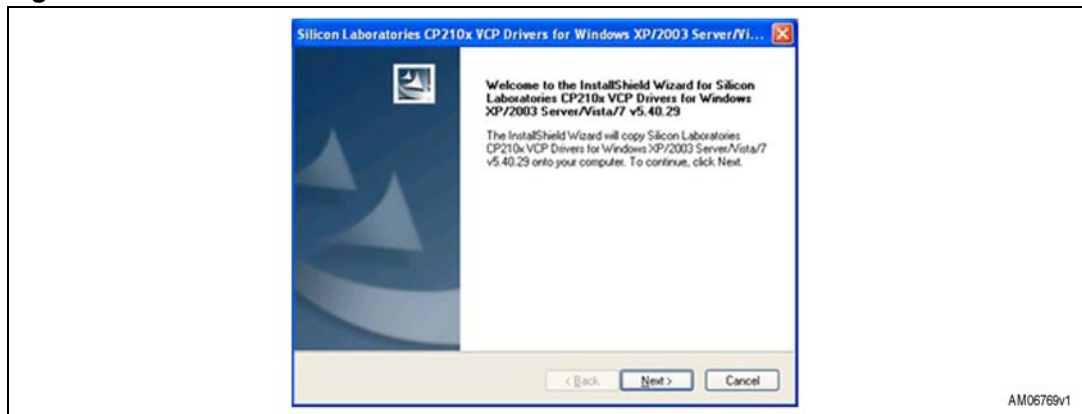 Silicon Laboratories CP210x VCP Drivers for Windows XP/2003 Server/Vi...
Welcome to the InstallShield Wizard for Silicon
Laboratories CP210x VCP Drivers for Windows
XP/2003 Server/Vista/7 v5.40.29
The InstallShield Wizard will copy Silicon Laboratories
CP210x VCP Drivers for Windows XP/2003 Server/Vista/7
v5.40.29 onto your computer. To continue, click Next.
< Back Next > Cancel
AM06769v1